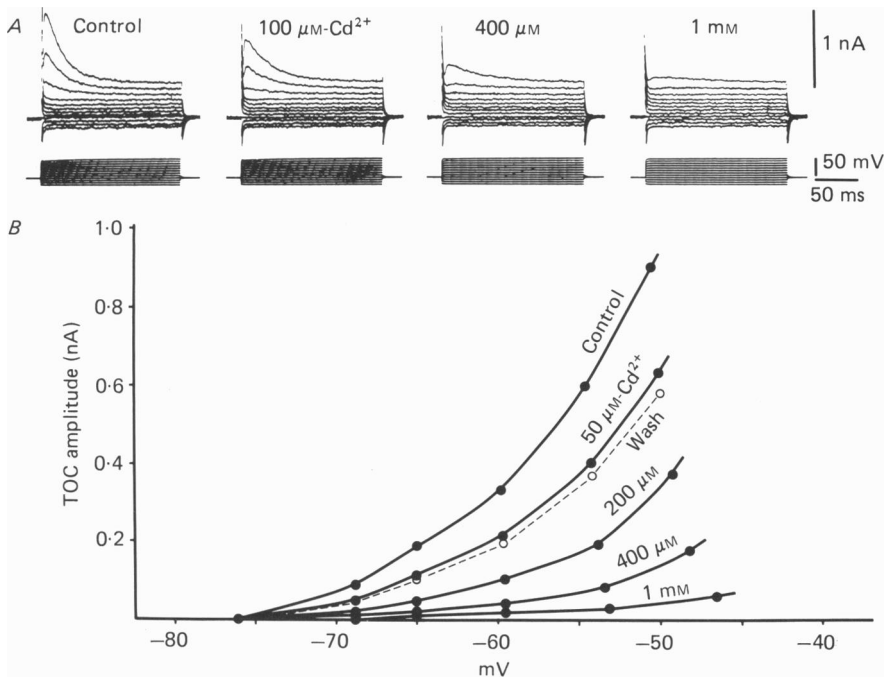 A
Control
100 μM-Cd²⁺
400 μM
1 mM
1 nA
50 mV
50 ms
B
1·0
0·8
0·6
0·4
0·2
TOC amplitude (nA)
Control
50 μM-Cd²⁺
Wash
200 μM
400 μM
1 mM
−80
−70
−60
−50
−40
mV